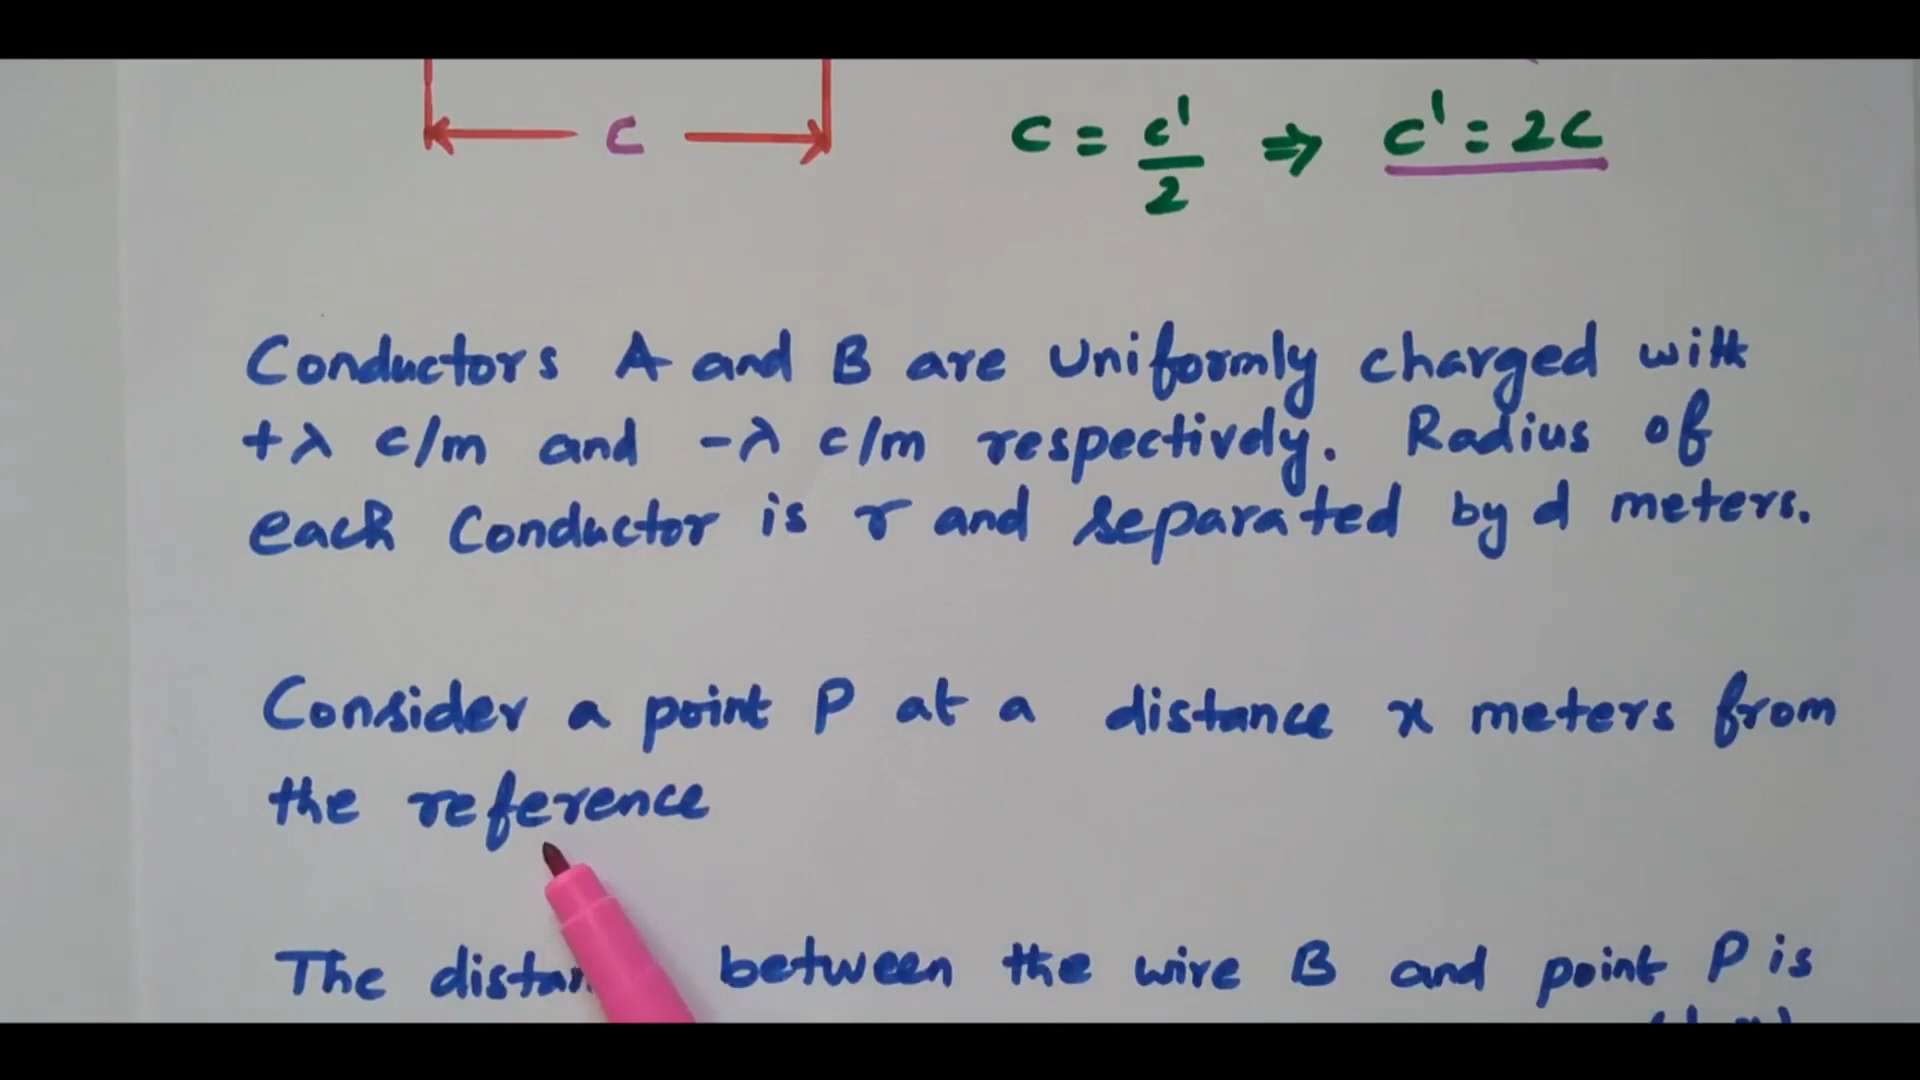 C
C = C'/2 ⇒ C' = 2C
Conductors A and B are Uniformly charged with
+λ c/m and -λ c/m respectively. Radius of
each Conductor is r and separated by d meters.
Consider a point P at a distance x meters from
the reference
The between the wire B and point P is